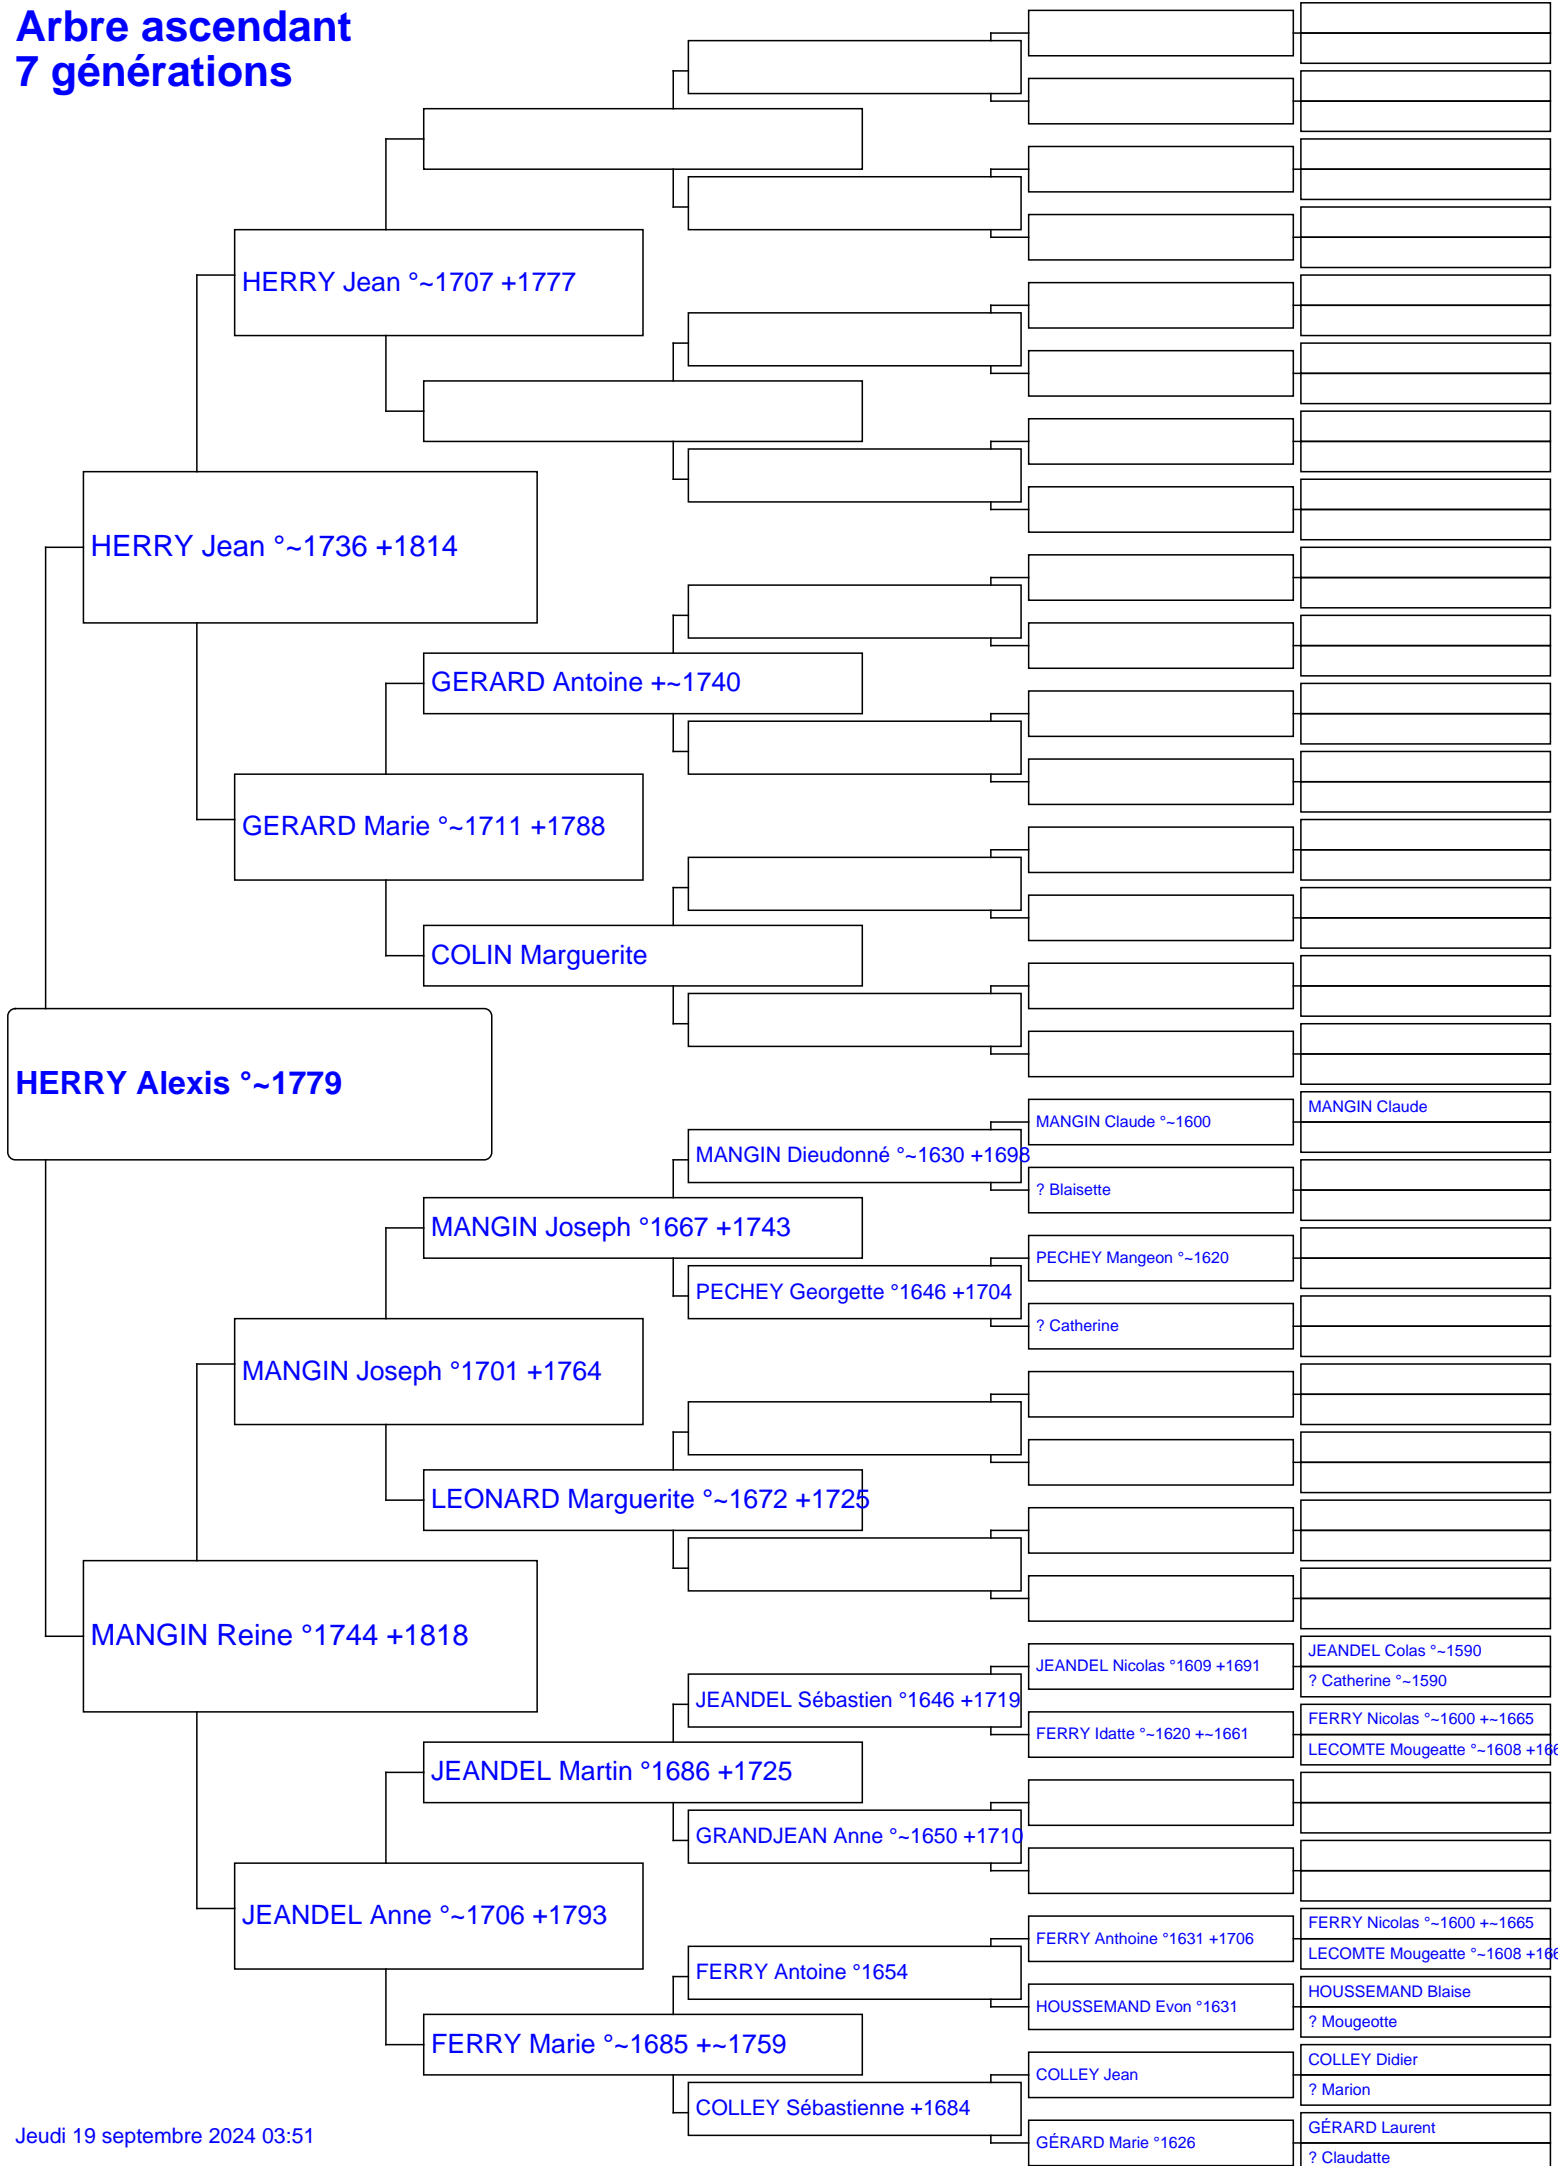 Arbre ascendant
7 générations
HERRY Jean °~1707 +1777
HERRY Jean °~1736 +1814
GERARD Antoine +~1740
GERARD Marie °~1711 +1788
COLIN Marguerite
HERRY Alexis °~1779
MANGIN Claude °~1600
MANGIN Claude
MANGIN Dieudonné °~1630 +1698
? Blaisette
MANGIN Joseph °1667 +1743
PECHEY Mangeon °~1620
PECHEY Georgette °1646 +1704
? Catherine
MANGIN Joseph °1701 +1764
LEONARD Marguerite °~1672 +1725
MANGIN Reine °1744 +1818
JEANDEL Nicolas °1609 +1691
JEANDEL Colas °~1590
? Catherine °~1590
JEANDEL Sébastien °1646 +1719
FERRY Idatte °~1620 +~1661
FERRY Nicolas °~1600 +~1665
LECOMTE Mougeatte °~1608
JEANDEL Martin °1686 +1725
GRANDJEAN Anne °~1650 +1710
JEANDEL Anne °~1706 +1793
FERRY Anthoine °1631 +1706
FERRY Nicolas °~1600 +~1665
LECOMTE Mougeatte °~1608
FERRY Antoine °1654
HOUSSEMAND Evon °1631
HOUSSEMAND Blaise
? Mougeotte
FERRY Marie °~1685 +~1759
COLLEY Jean
COLLEY Didier
? Marion
COLLEY Sébastienne +1684
GÉRARD Marie °1626
GÉRARD Laurent
? Claudatte
Jeudi 19 septembre 2024 03:51